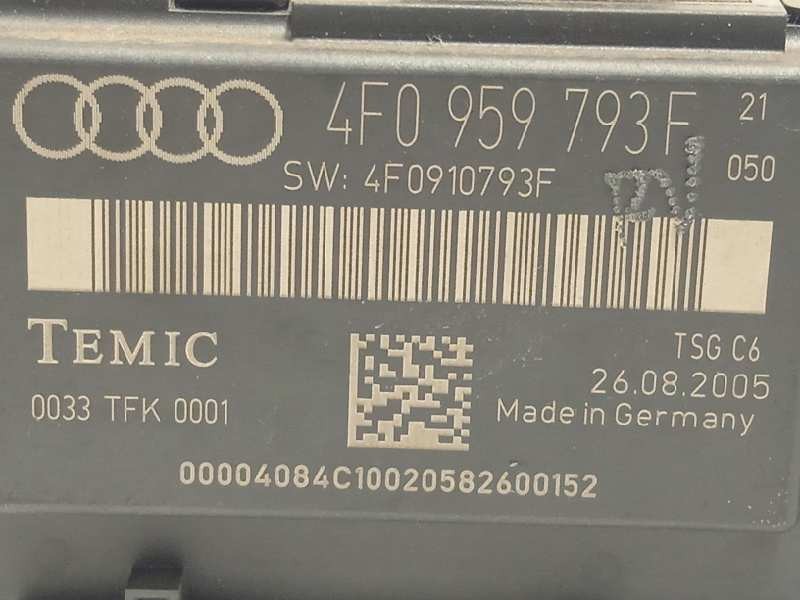 4F0 959 793F 21
SW: 4F0910793F 050
TEMIC
TSG C6
26.08.2005
0033 TFK 0001
Made in Germany
00004084C10020582600152